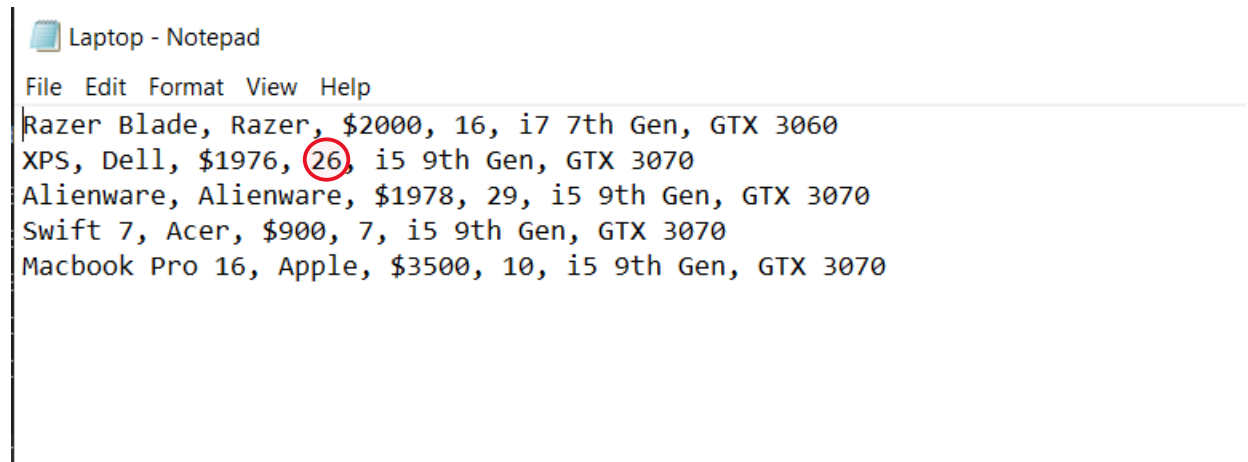 Laptop - Notepad
File Edit Format View Help
Razer Blade, Razer, $2000, 16, i7 7th Gen, GTX 3060
XPS, Dell, $1976, 26, i5 9th Gen, GTX 3070
Alienware, Alienware, $1978, 29, i5 9th Gen, GTX 3070
Swift 7, Acer, $900, 7, i5 9th Gen, GTX 3070
Macbook Pro 16, Apple, $3500, 10, i5 9th Gen, GTX 3070